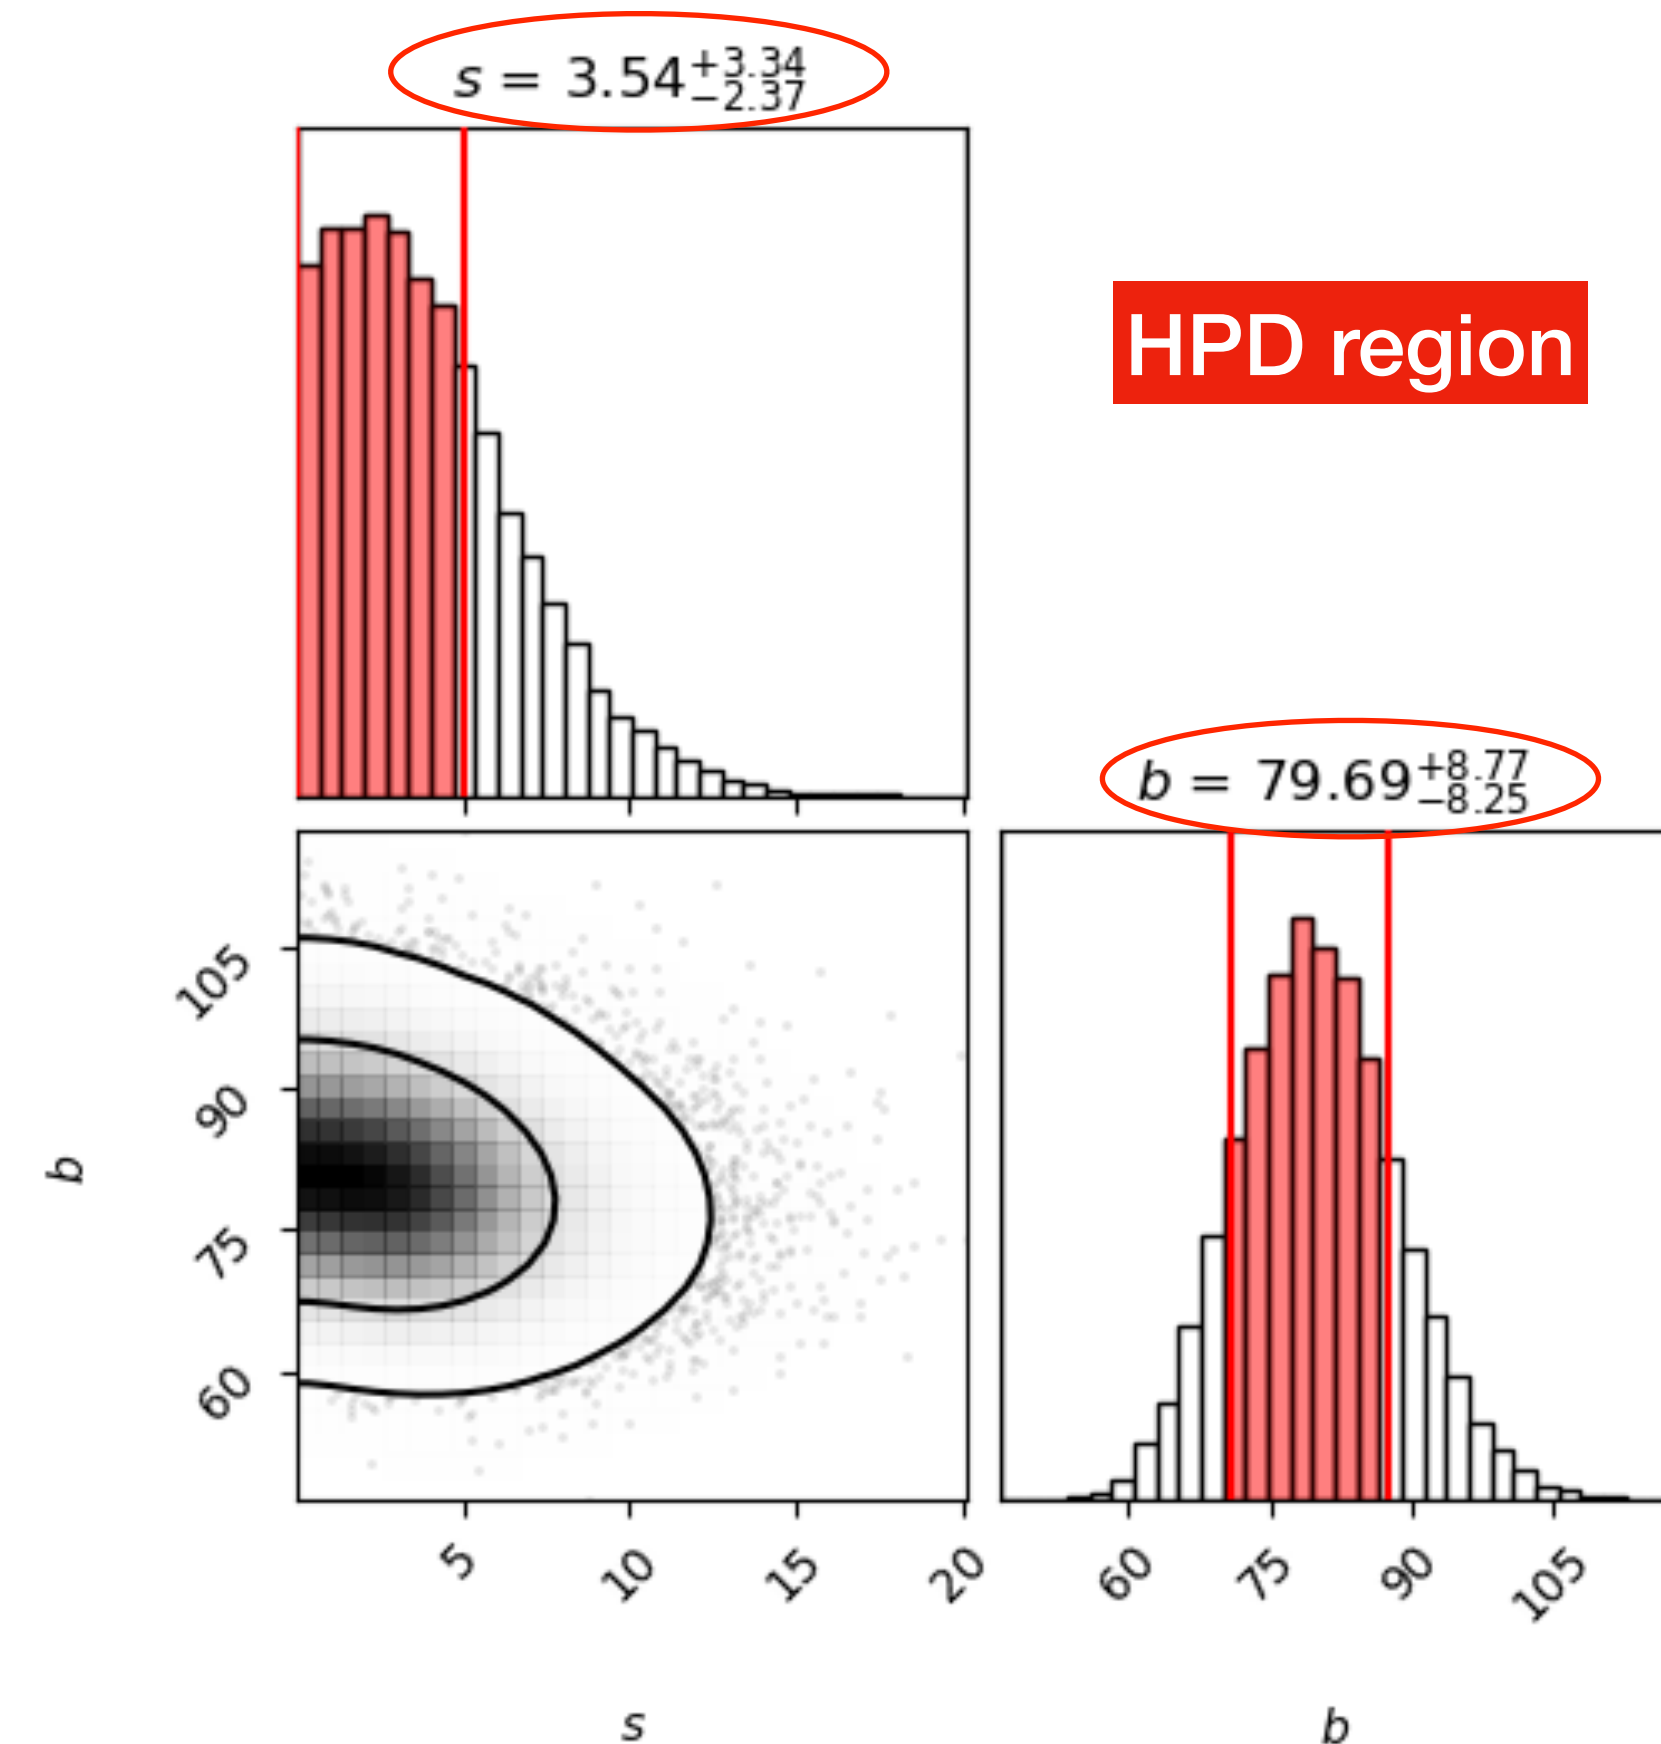 s = 3.54^{+3.34}_{-2.37}
HPD region
b = 79.69^{+8.77}_{-8.25}
105
90
75
60
b
5 10 15 20
60 75 90 105
s
b